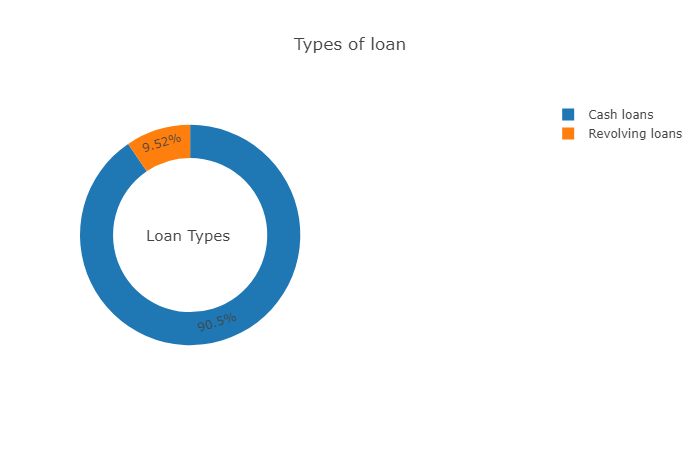 Types of loan
Cash loans
Revolving loans
9.52%
Loan Types
90.5%